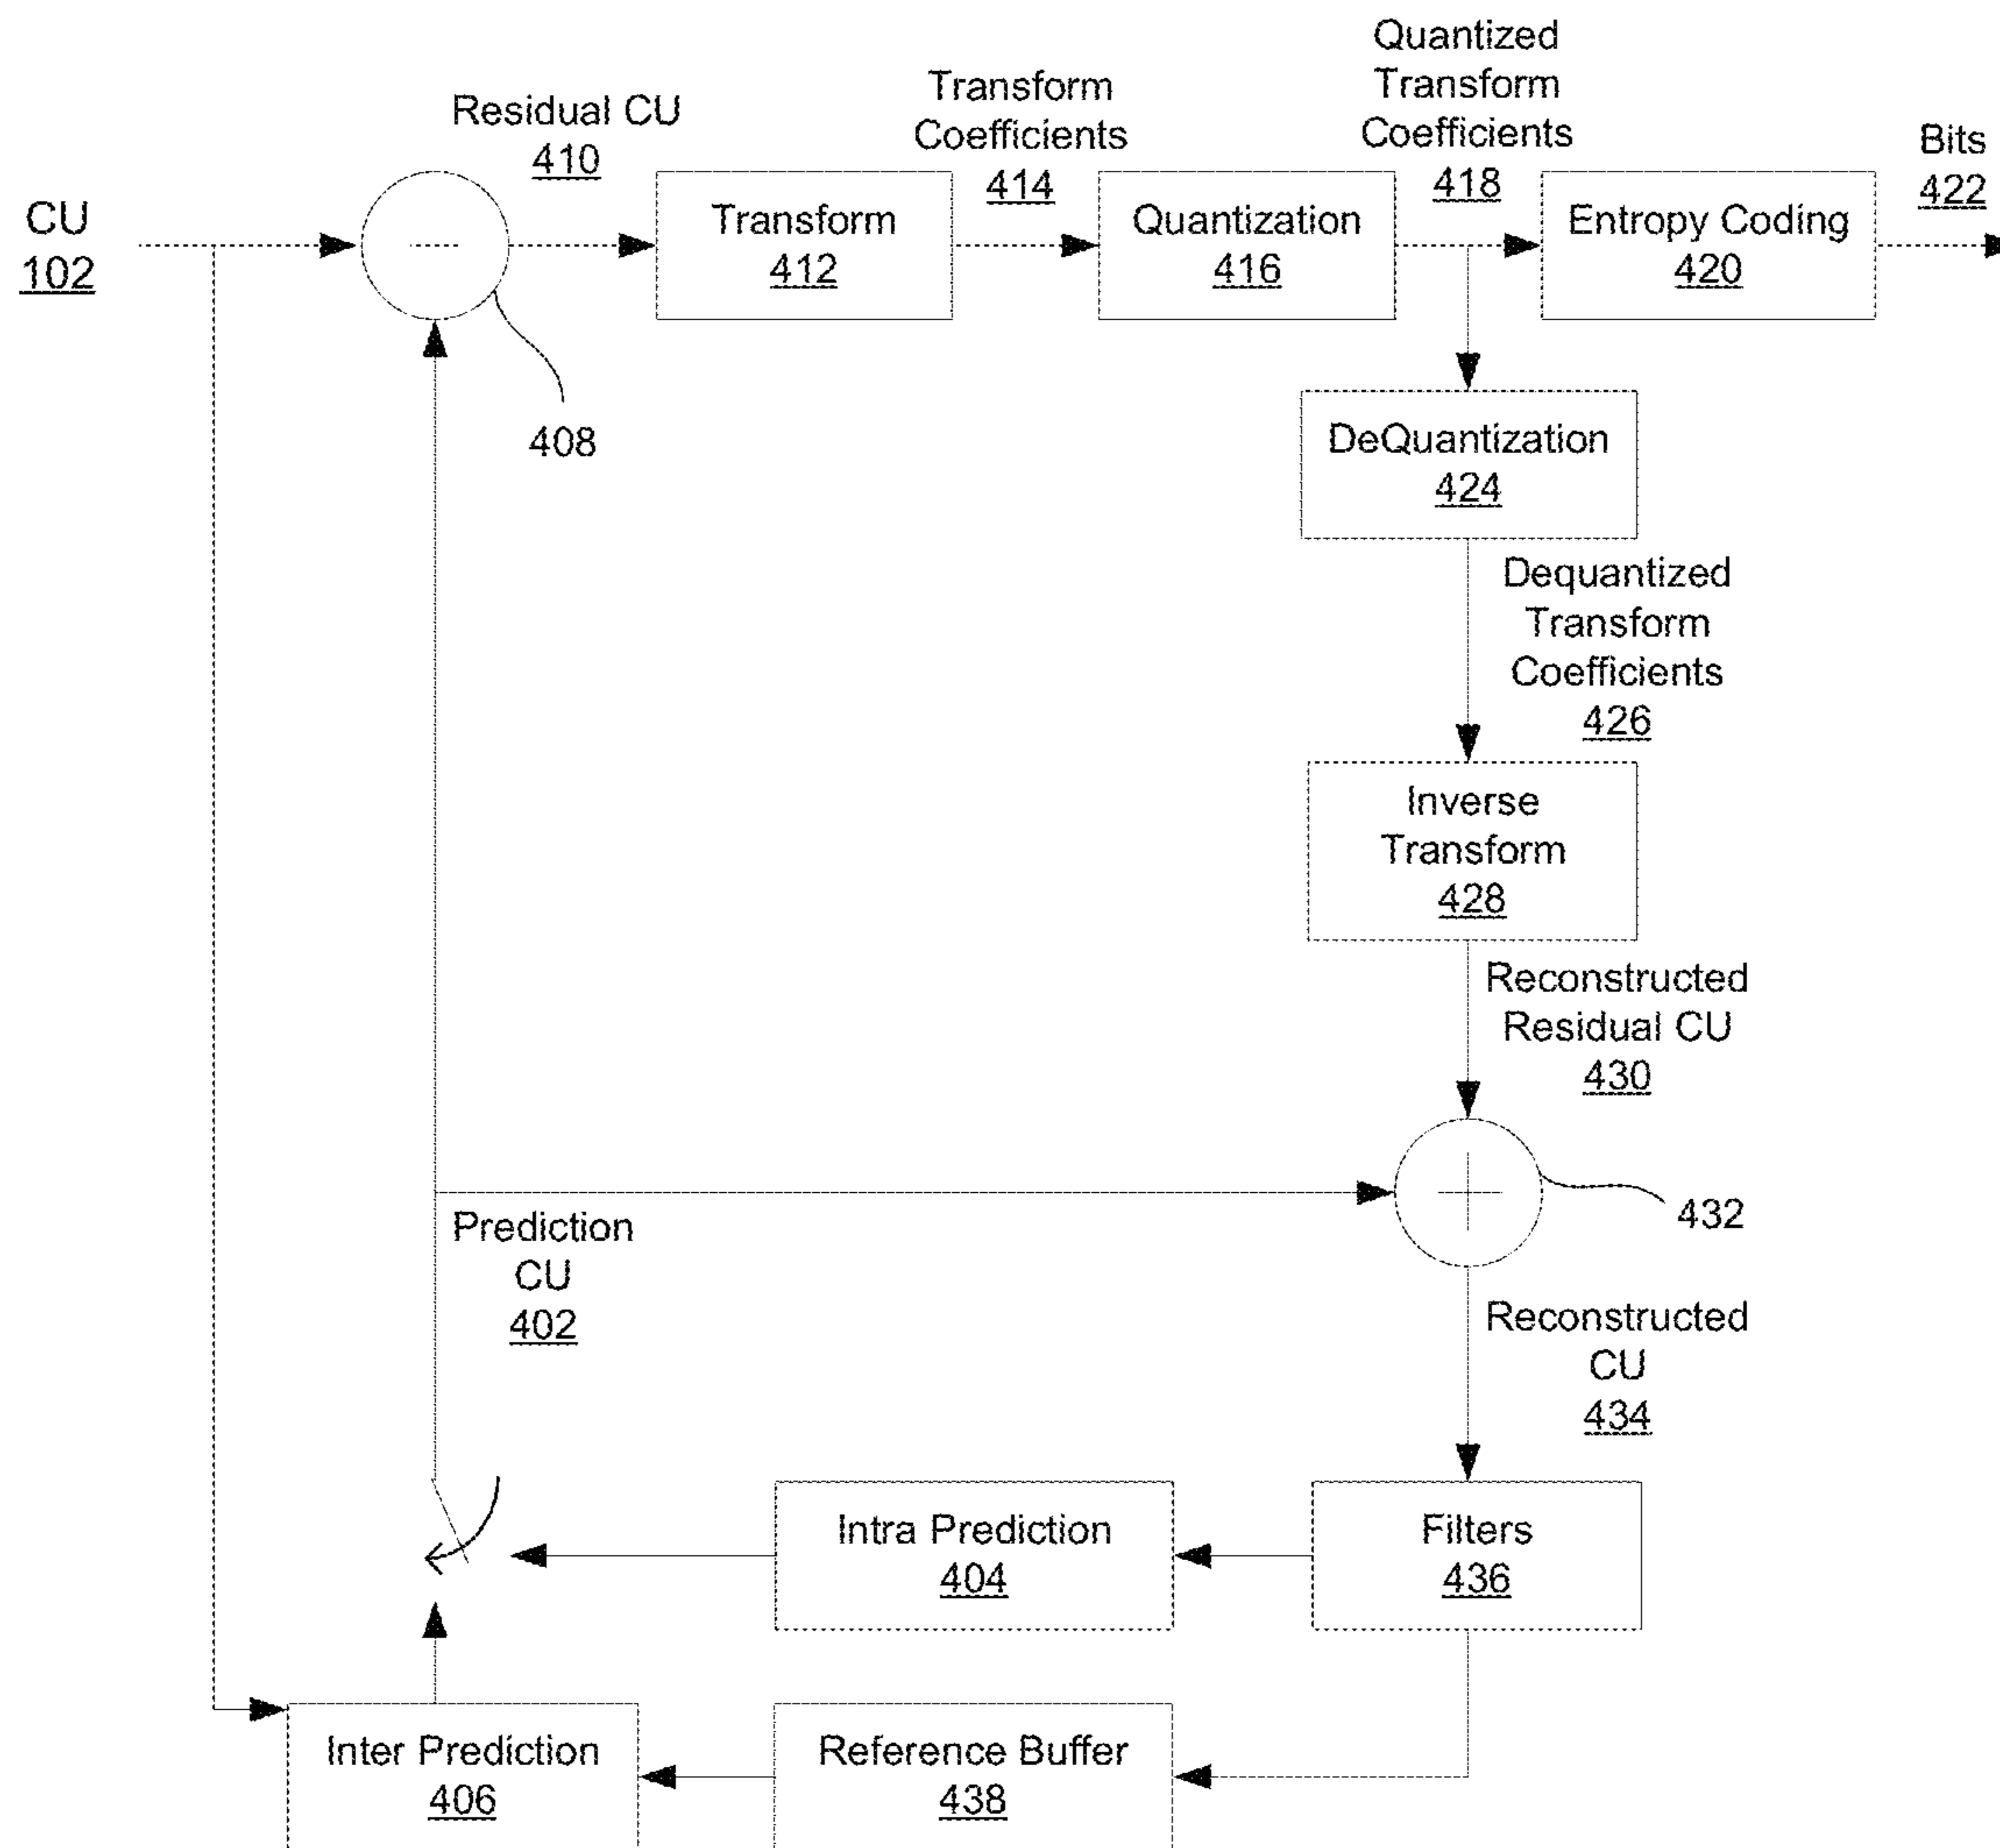 Quantized
Transform
Coefficients
418
Transform
Coefficients
414
Residual CU
410
Bits
422
CU
102
Transform
412
Quantization
416
Entropy Coding
420
408
DeQuantization
424
Dequantized
Transform
Coefficients
426
Inverse
Transform
428
Reconstructed
Residual CU
430
432
Prediction
CU
402
Reconstructed
CU
434
Intra Prediction
404
Filters
436
Inter Prediction
406
Reference Buffer
438